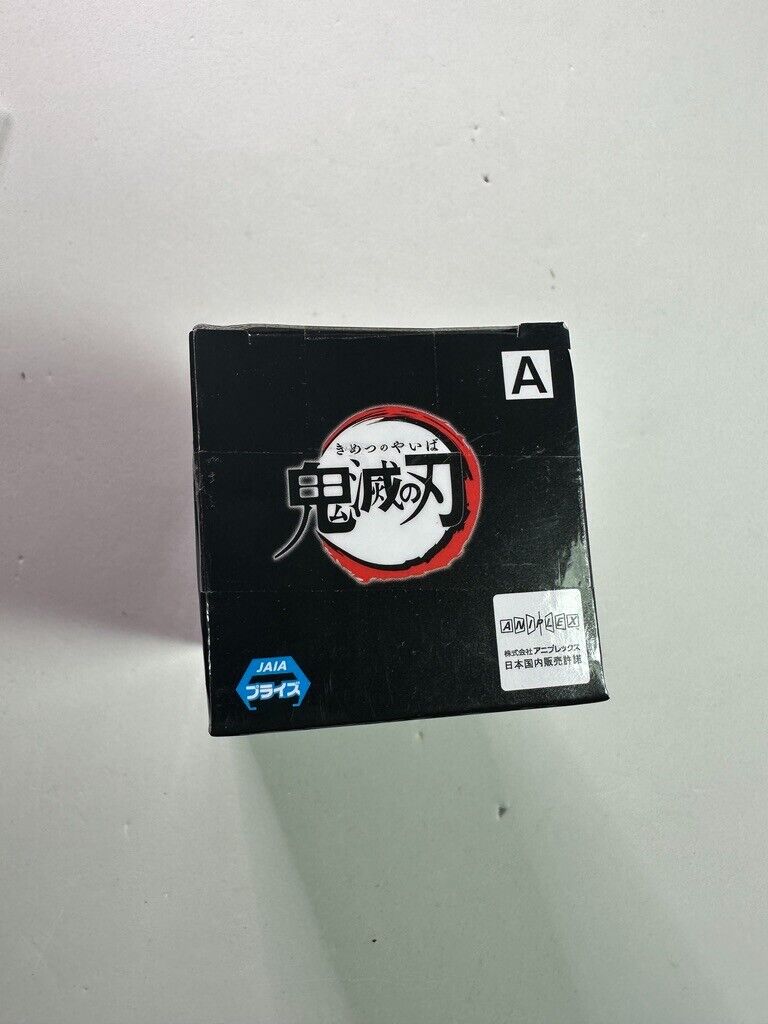 A
きめつのやいば
鬼滅の刃
ANIPLEX
株式会社 アニプレックス
日本国内販売許諾
JAIA
プライズ